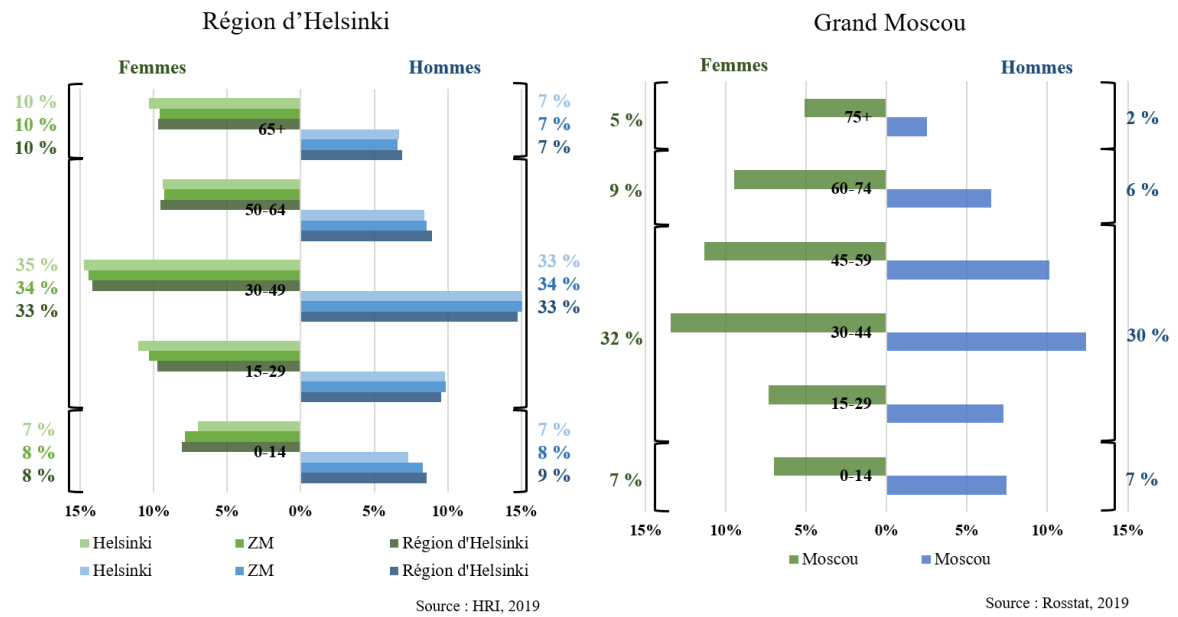 Région d’Helsinki
Femmes
Hommes
10 %
10 %
10 %
7 %
7 %
7 %
65+
50-64
35 %
34 %
33 %
33 %
34 %
33 %
30-49
15-29
7 %
8 %
8 %
7 %
8 %
9 %
0-14
15% 10% 5% 0% 5% 10% 15%
Helsinki ZM Région d'Helsinki
Helsinki ZM Région d'Helsinki
Source : HRI, 2019
Grand Moscou
Femmes
Hommes
5 %
75+
2 %
9 %
60-74
6 %
45-59
32 %
30-44
30 %
15-29
7 %
0-14
7 %
15% 10% 5% 0% 5% 10% 15%
Moscou Moscou
Source : Rosstat, 2019